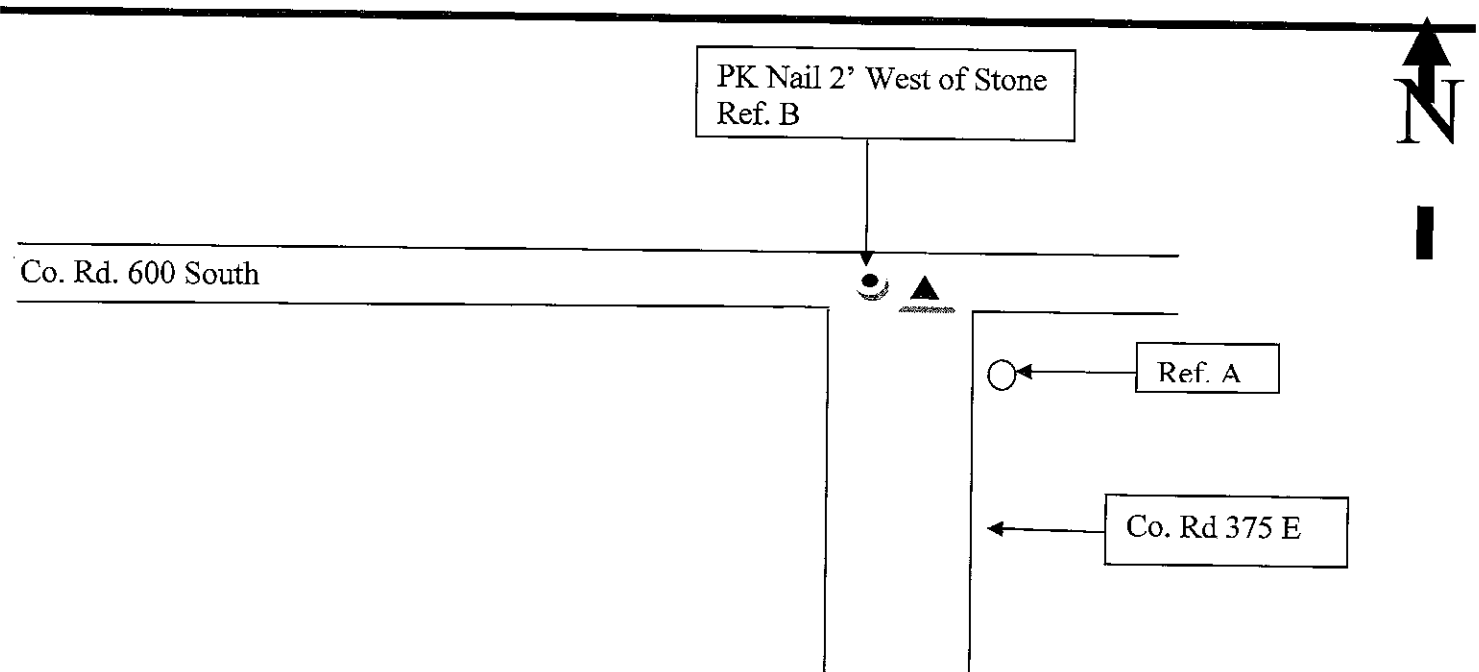 PK Nail 2' West of Stone
Ref. B
N
Co. Rd. 600 South
Ref. A
Co. Rd 375 E